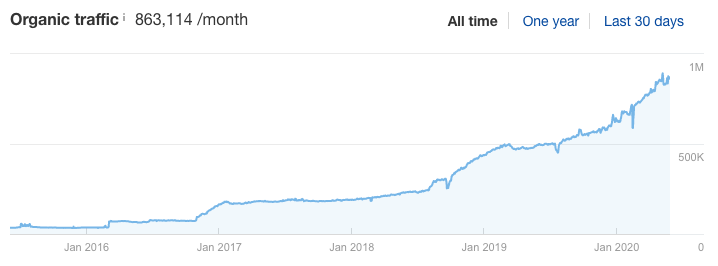 Organic traffic i 863,114 /month All time One year Last 30 days
1M
500K
Jan 2016 Jan 2017 Jan 2018 Jan 2019 Jan 2020 0